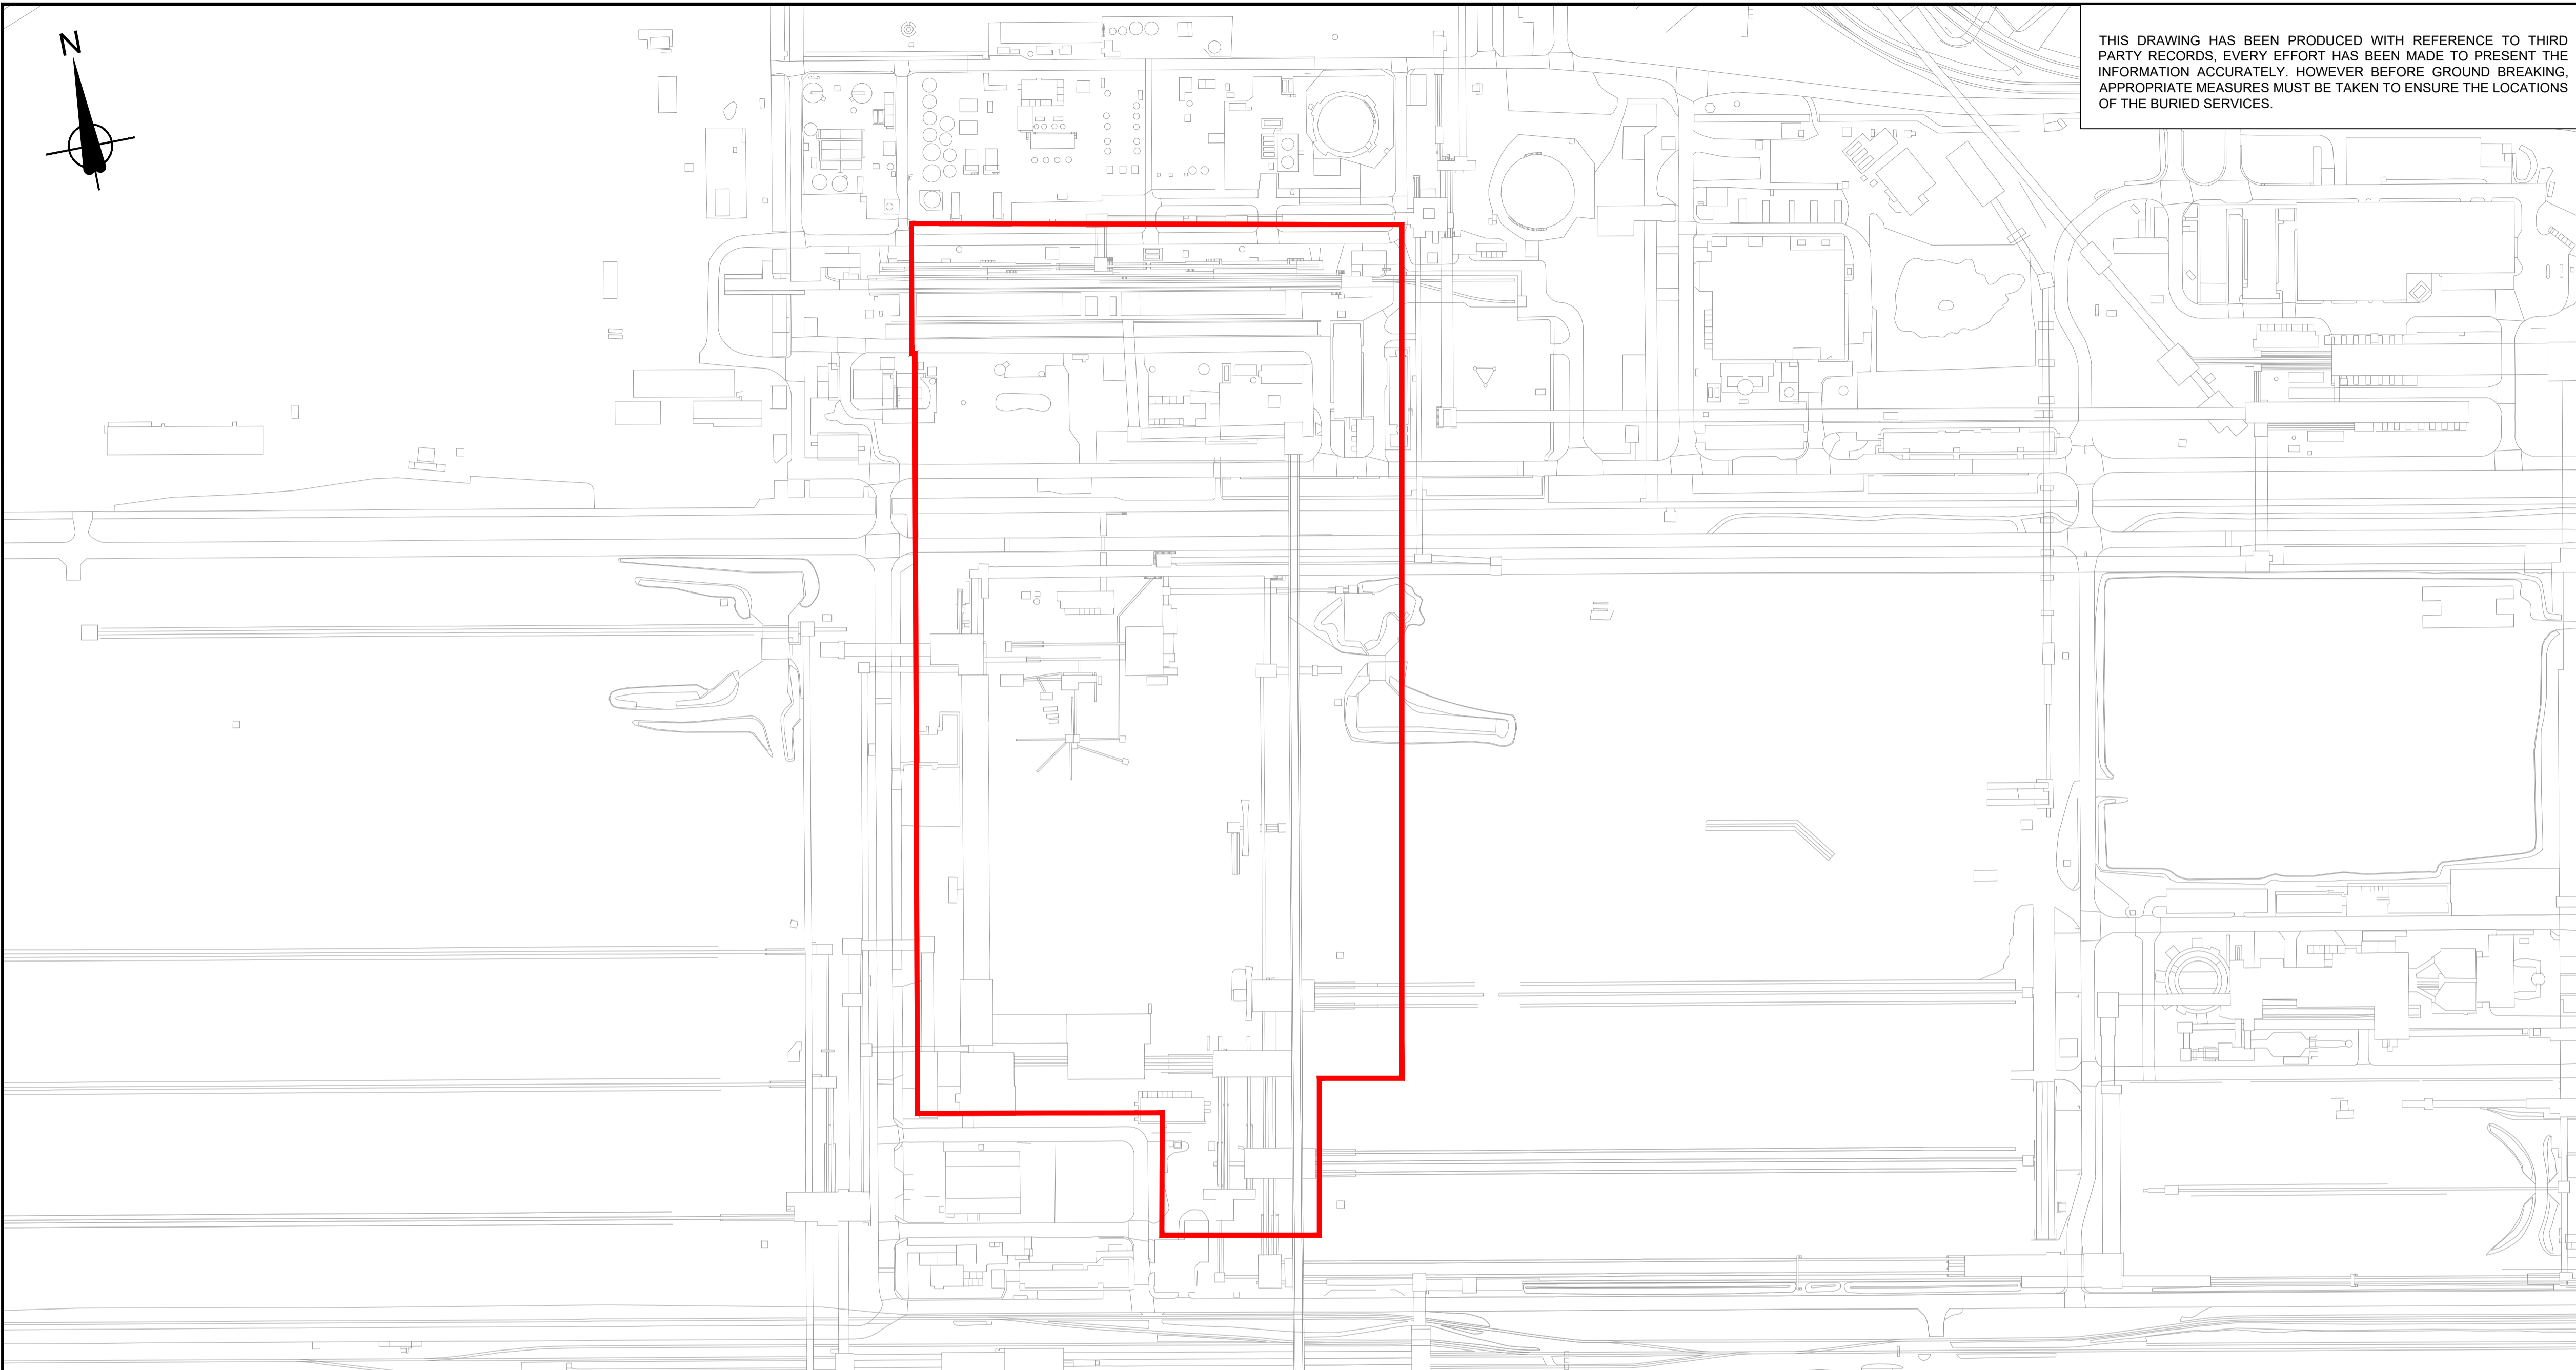 N
THIS DRAWING HAS BEEN PRODUCED WITH REFERENCE TO THIRD
PARTY RECORDS, EVERY EFFORT HAS BEEN MADE TO PRESENT THE
INFORMATION ACCURATELY. HOWEVER BEFORE GROUND BREAKING,
APPROPRIATE MEASURES MUST BE TAKEN TO ENSURE THE LOCATIONS
OF THE BURIED SERVICES.